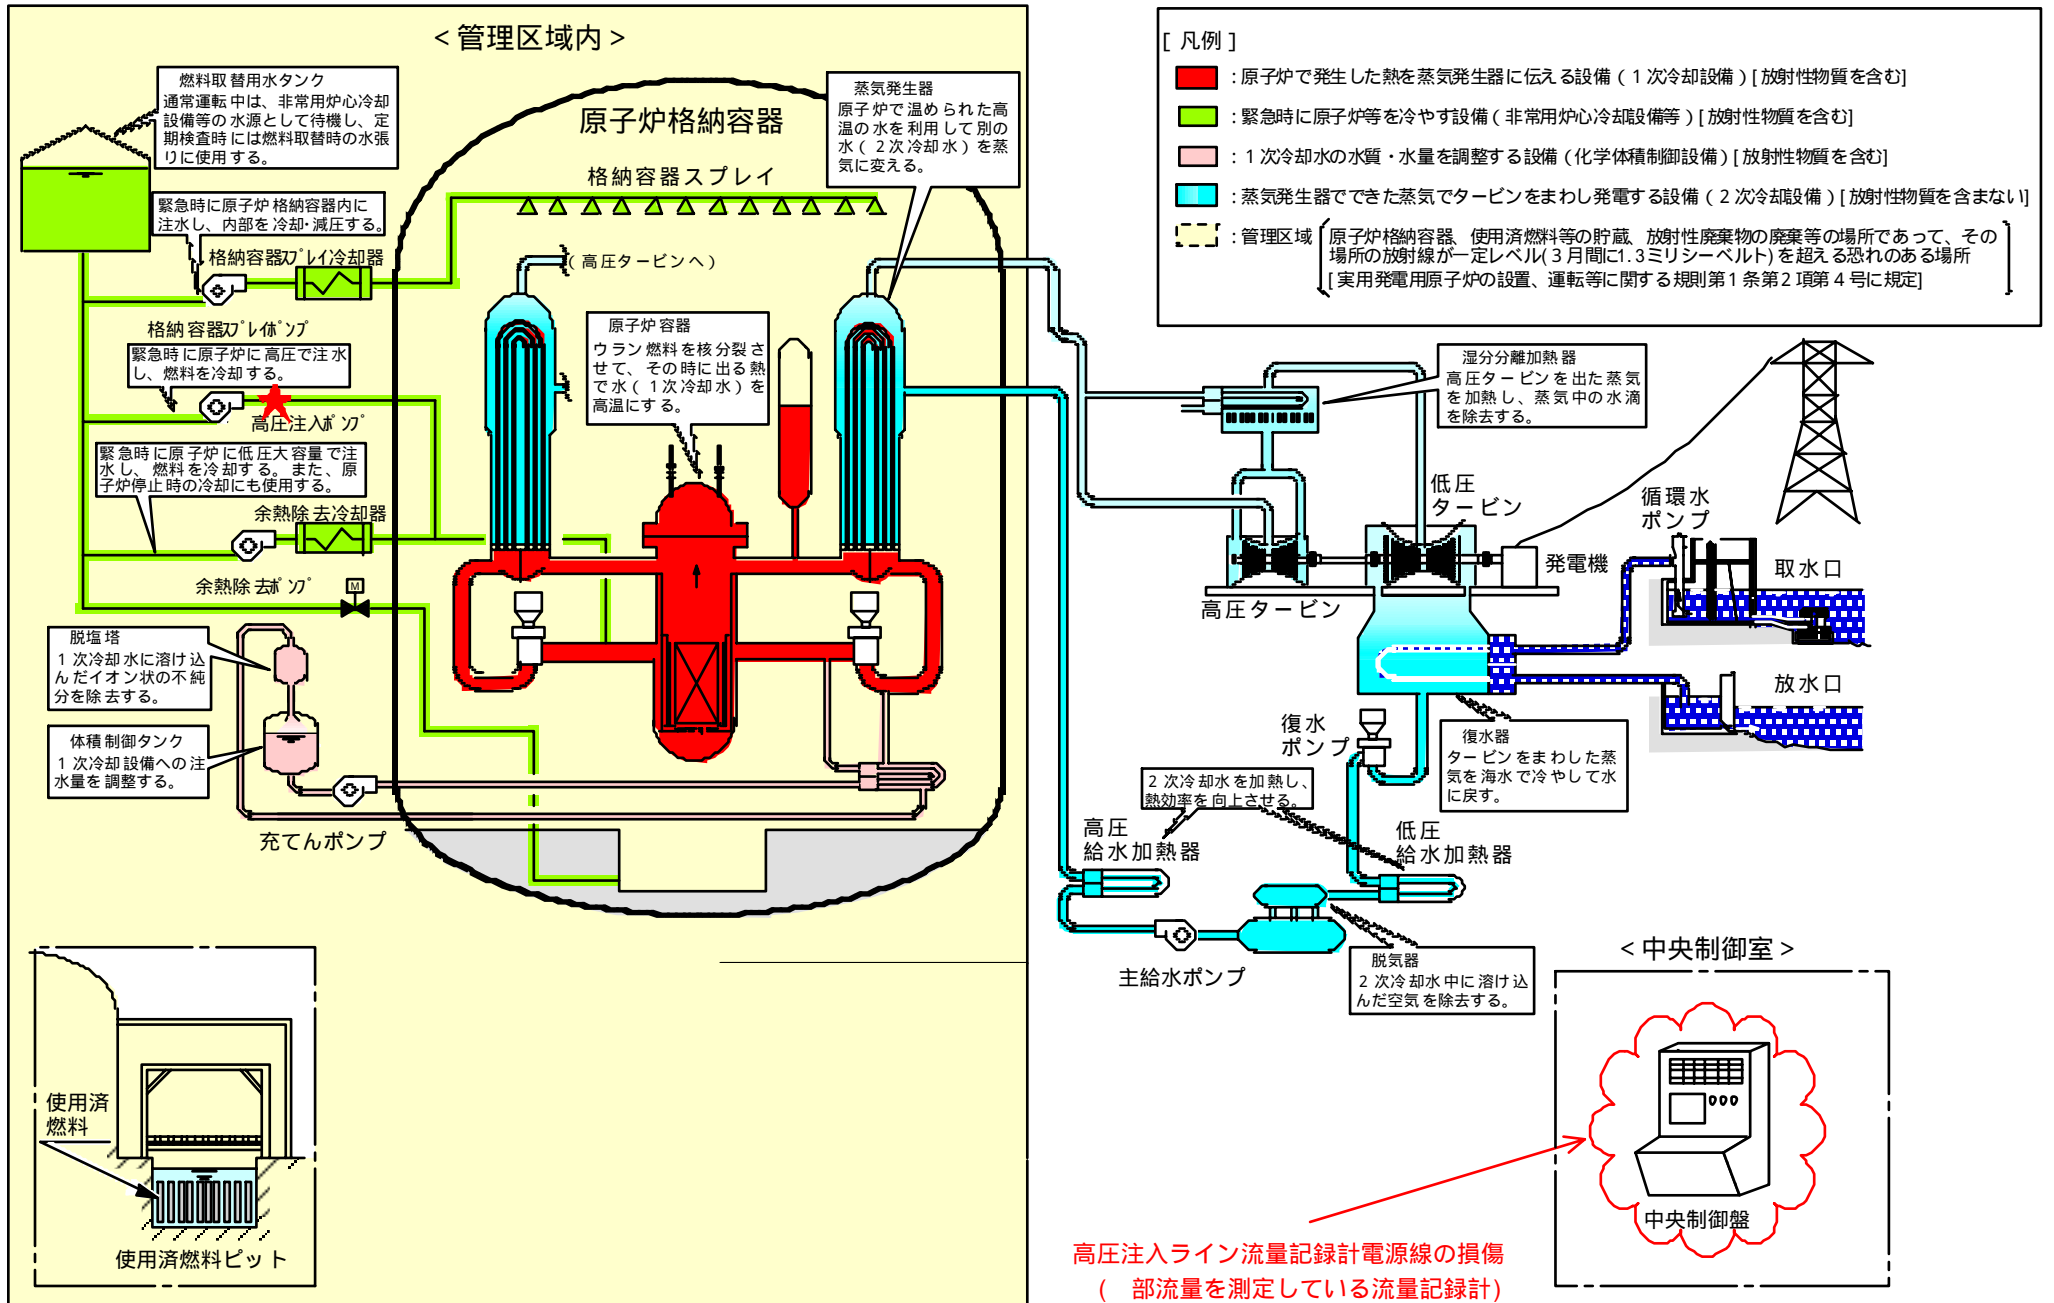 <管理区域内>
燃料取替用水タンク
通常運転中は、非常用炉心冷却
設備等の水源として待機し、定
期検査時には燃料取替時の水張
りに使用する。
緊急時に原子炉格納容器内に
注水し、内部を冷却・減圧する。
格納容器スプレイ冷却器
格納容器スプレイポンプ
緊急時に原子炉に高圧で注水
し、燃料を冷却する。
高圧注入ポンプ
緊急時に原子炉に低圧大容量で注
水し、燃料を冷却する。また、原
子炉停止時の冷却にも使用する。
余熱除去冷却器
余熱除去ポンプ
M
脱塩塔
1次冷却水に溶け込
んだイオン状の不純
分を除去する。
体積制御タンク
1次冷却設備への注
水量を調整する。
充てんポンプ
原子炉格納容器
格納容器スプレイ
(高圧タービンへ)
蒸気発生器
原子炉で温められた高
温の水を利用して別の
水(2次冷却水)を蒸
気に変える。
原子炉容器
ウラン燃料を核分裂さ
せて、その時に出る熱
で水(1次冷却水)を
高温にする。
使用済
燃料
使用済燃料ピット
[凡例]
:原子炉で発生した熱を蒸気発生器に伝える設備(1次冷却設備)[放射性物質を含む]
:緊急時に原子炉等を冷やす設備(非常用炉心冷却設備等)[放射性物質を含む]
:1次冷却水の水質・水量を調整する設備(化学体積制御設備)[放射性物質を含む]
:蒸気発生器でできた蒸気でタービンをまわし発電する設備(2次冷却設備)[放射性物質を含まない]
:管理区域
原子炉格納容器、使用済燃料等の貯蔵、放射性廃棄物の廃棄等の場所であって、その
場所の放射線が一定レベル(3月間に1.3ミリシーベルト)を超える恐れのある場所
[実用発電用原子炉の設置、運転等に関する規則第1条第2項第4号に規定]
湿分分離加熱器
高圧タービンを出た蒸気
を加熱し、蒸気中の水滴
を除去する。
低圧
タービン
高圧タービン
発電機
循環水
ポンプ
取水口
放水口
復水
ポンプ
復水器
タービンをまわした蒸
気を海水で冷やして水
に戻す。
2次冷却水を加熱し、
熱効率を向上させる。
高圧
給水加熱器
低圧
給水加熱器
主給水ポンプ
脱気器
2次冷却水中に溶け込
んだ空気を除去する。
<中央制御室>
中央制御盤
高圧注入ライン流量記録計電源線の損傷
( 部流量を測定している流量記録計)